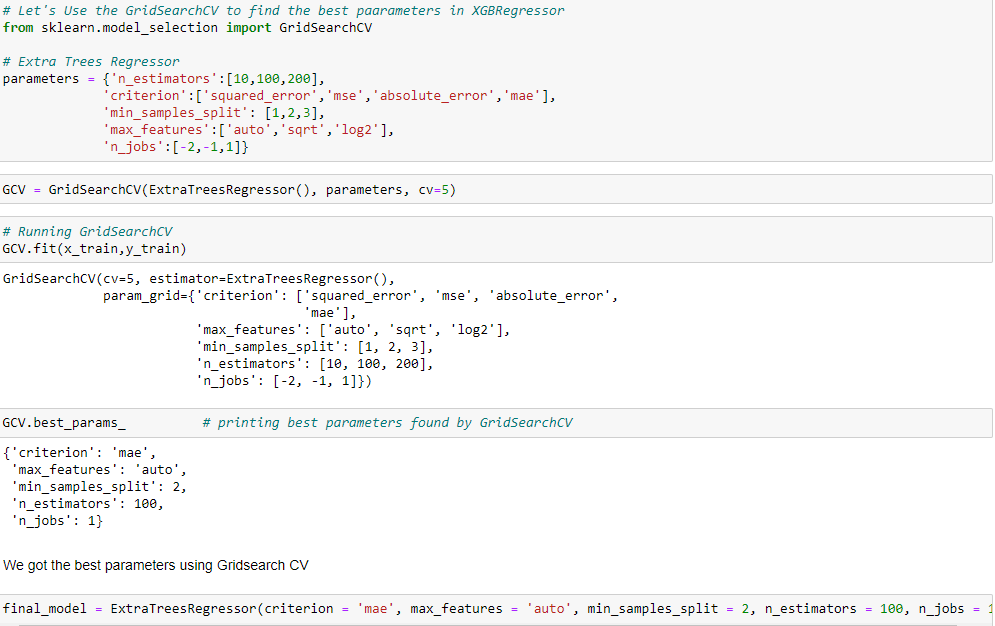 # Let's Use the GridSearchCV to find the best paarameters in XGBRegressor
from sklearn.model_selection import GridSearchCV
# Extra Trees Regressor
parameters = {'n_estimators':[10,100,200],
'criterion':['squared_error','mse','absolute_error','mae'],
'min_samples_split': [1,2,3],
'max_features':['auto','sqrt','log2'],
'n_jobs':[-2,-1,1]}
GCV = GridSearchCV(ExtraTreesRegressor(), parameters, cv=5)
# Running GridSearchCV
GCV.fit(x_train,y_train)
GridSearchCV(cv=5, estimator=ExtraTreesRegressor(),
param_grid={'criterion': ['squared_error', 'mse', 'absolute_error',
'mae'],
'max_features': ['auto', 'sqrt', 'log2'],
'min_samples_split': [1, 2, 3],
'n_estimators': [10, 100, 200],
'n_jobs': [-2, -1, 1]})
GCV.best_params_ # printing best parameters found by GridSearchCV
{'criterion': 'mae',
'max_features': 'auto',
'min_samples_split': 2,
'n_estimators': 100,
'n_jobs': 1}
We got the best parameters using Gridsearch CV
final_model = ExtraTreesRegressor(criterion = 'mae', max_features = 'auto', min_samples_split = 2, n_estimators = 100, n_jobs = 1